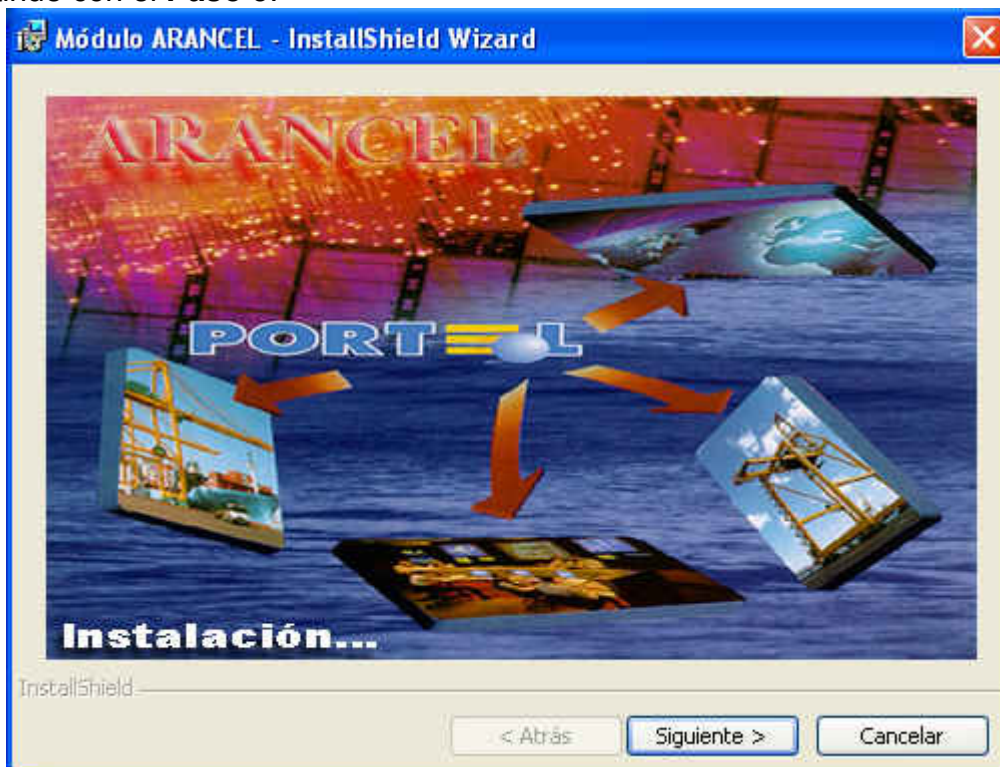 Módulo ARANCEL - InstallShield Wizard
ARANCEL
PORTEL
Instalación...
InstallShield
< Atrás Siguiente > Cancelar